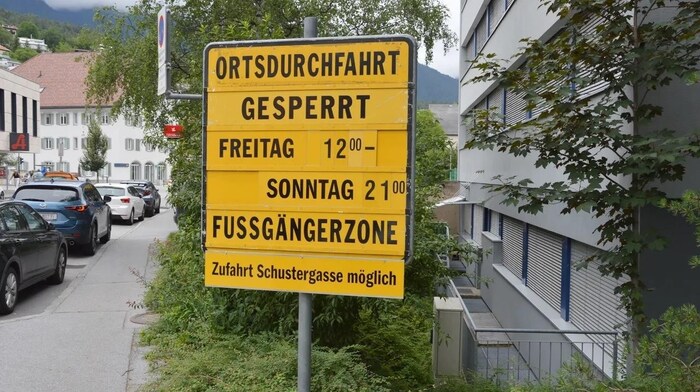 ORTSDURCHFAHRT
GESPERRT
FREITAG 12 00 –
SONNTAG 21 00
FUSSGÄNGERZONE
Zufahrt Schustergasse möglich